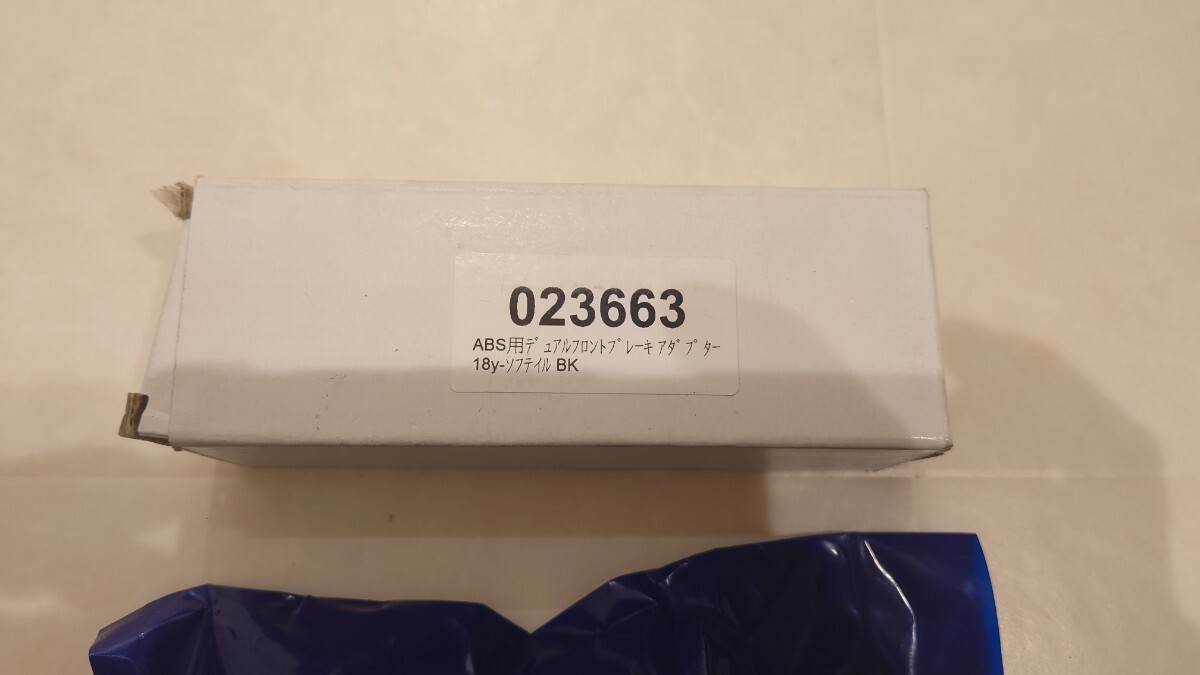 023663
ABS用ﾃﾞｭｱﾙﾌﾛﾝﾄﾌﾞﾚｰｷ ｱﾀﾞﾌﾟﾀｰ
18y-ｿﾌﾃｲﾙ BK